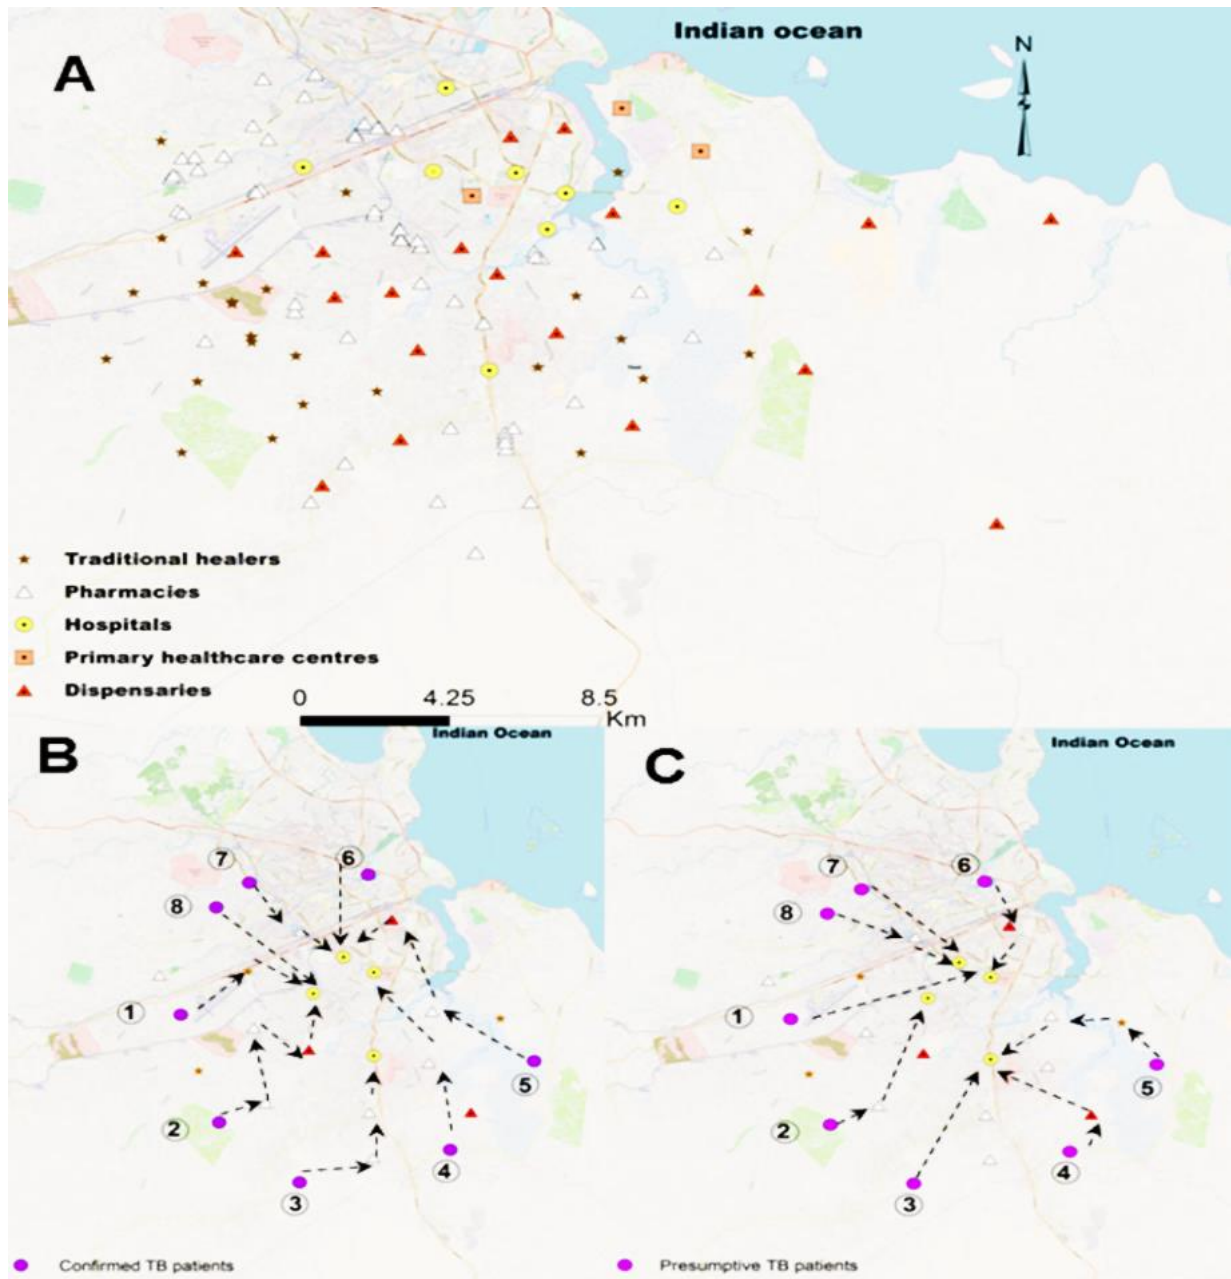 Indian ocean
A
N
Traditional healers
Pharmacies
Hospitals
Primary healthcare centres
Dispensaries
0 4.25 8.5
Km
B
Indian Ocean
7
6
8
1
5
2
4
3
Confirmed TB patients
C
Indian Ocean
7
6
8
1
5
2
4
3
Presumptive TB patients